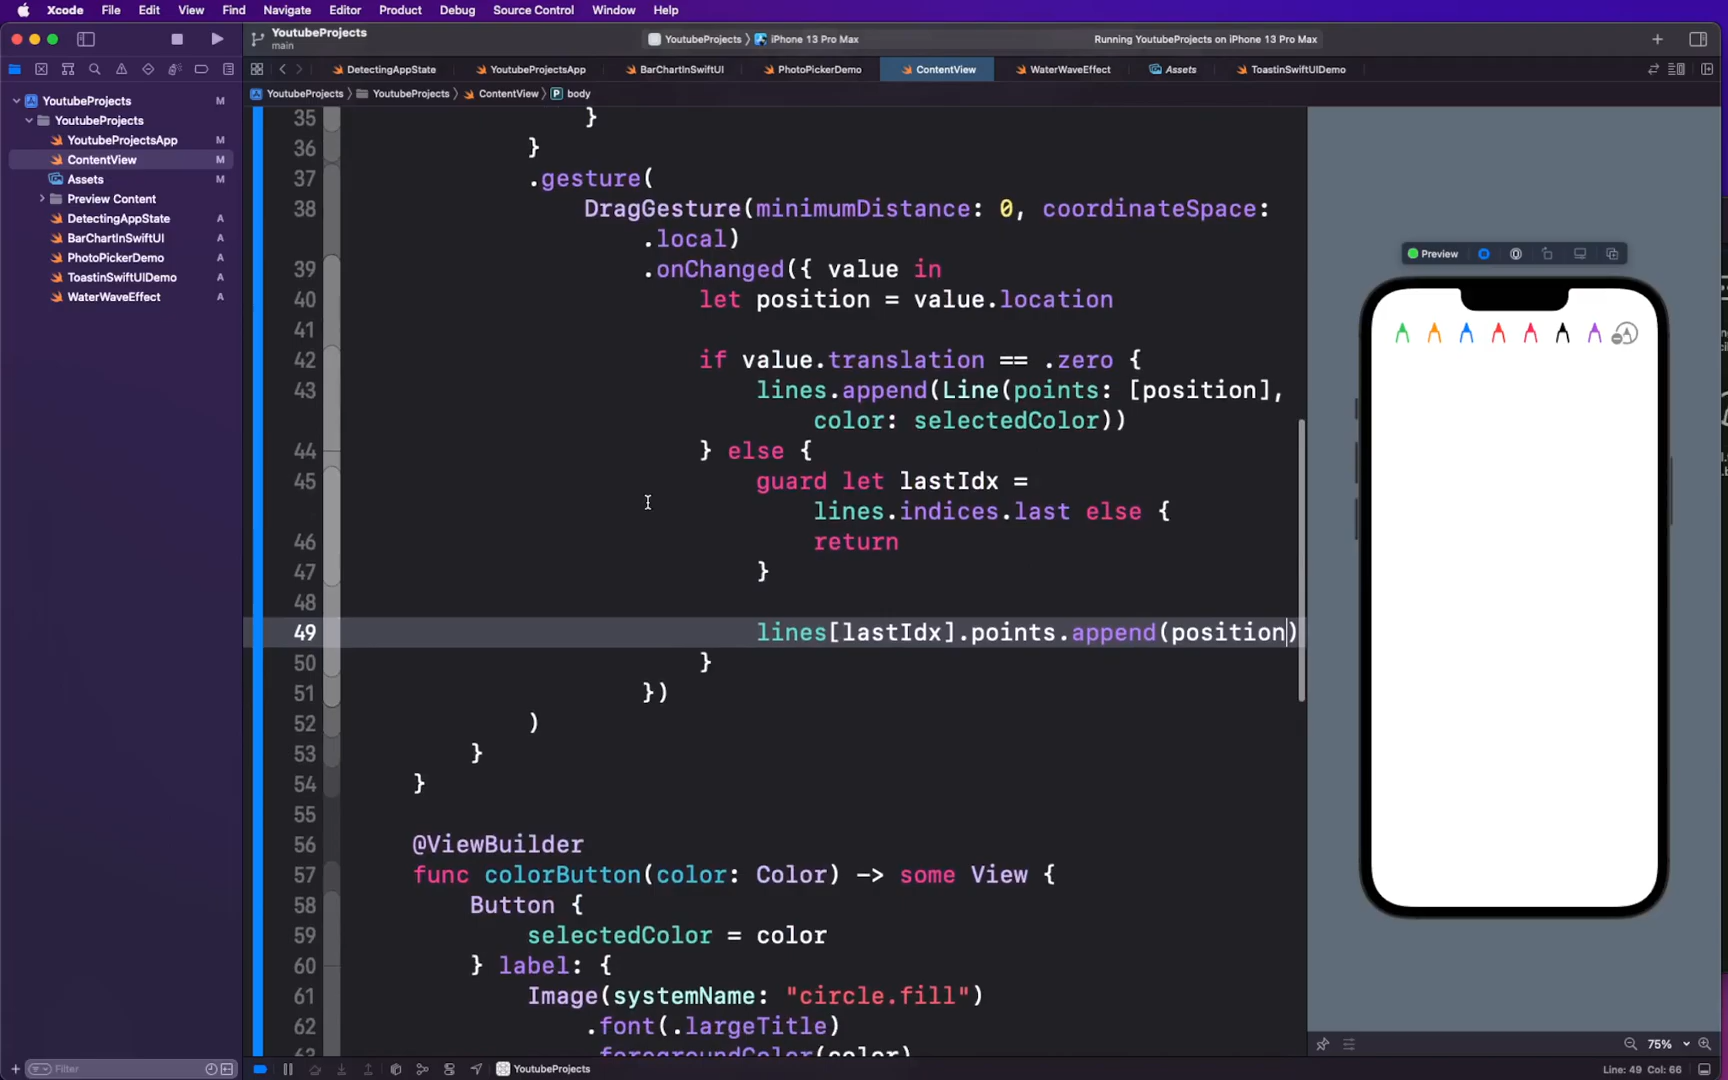 Xcode File Edit View Find Navigate Editor Product Debug Source Control Window Help
YoutubeProjects
main
YoutubeProjects iPhone 13 Pro Max
Running YoutubeProjects on iPhone 13 Pro Max
DetectingAppState YoutubeProjectsApp BarChartInSwiftUI PhotoPickerDemo ContentView WaterWaveEffect Assets ToastinSwiftUIDemo
YoutubeProjects YoutubeProjects ContentView P body
YoutubeProjects M
YoutubeProjects
YoutubeProjectsApp M
ContentView M
Assets M
Preview Content
DetectingAppState A
BarChartInSwiftUI A
PhotoPickerDemo A
ToastinSwiftUIDemo A
WaterWaveEffect A
35 }
36 }
37 .gesture(
38 DragGesture(minimumDistance: 0, coordinateSpace:
.local)
39 .onChanged({ value in
40 let position = value.location
41
42 if value.translation == .zero {
43 lines.append(Line(points: [position],
color: selectedColor))
44 } else {
45 guard let lastIdx =
lines.indices.last else {
46 return
47 }
48
49 lines[lastIdx].points.append(position)
50 }
51 })
52 )
53 }
54 }
55
56 @ViewBuilder
57 func colorButton(color: Color) -> some View {
58 Button {
59 selectedColor = color
60 } label: {
61 Image(systemName: "circle.fill")
62 .font(.largeTitle)
63 .foregroundColor(color)
Preview
75%
Filter
YoutubeProjects
Line: 49 Col: 66